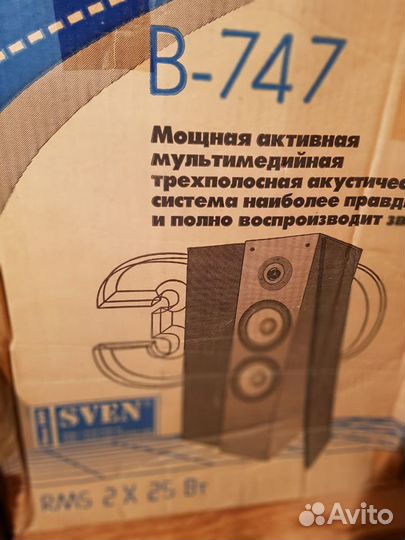 B-747
Мощная активная
мультимедийная
трехполосная акустичес
система наиболее правд
и полно воспроизводит зв
SVEN
RMS 2 X 25 Вт
Avito